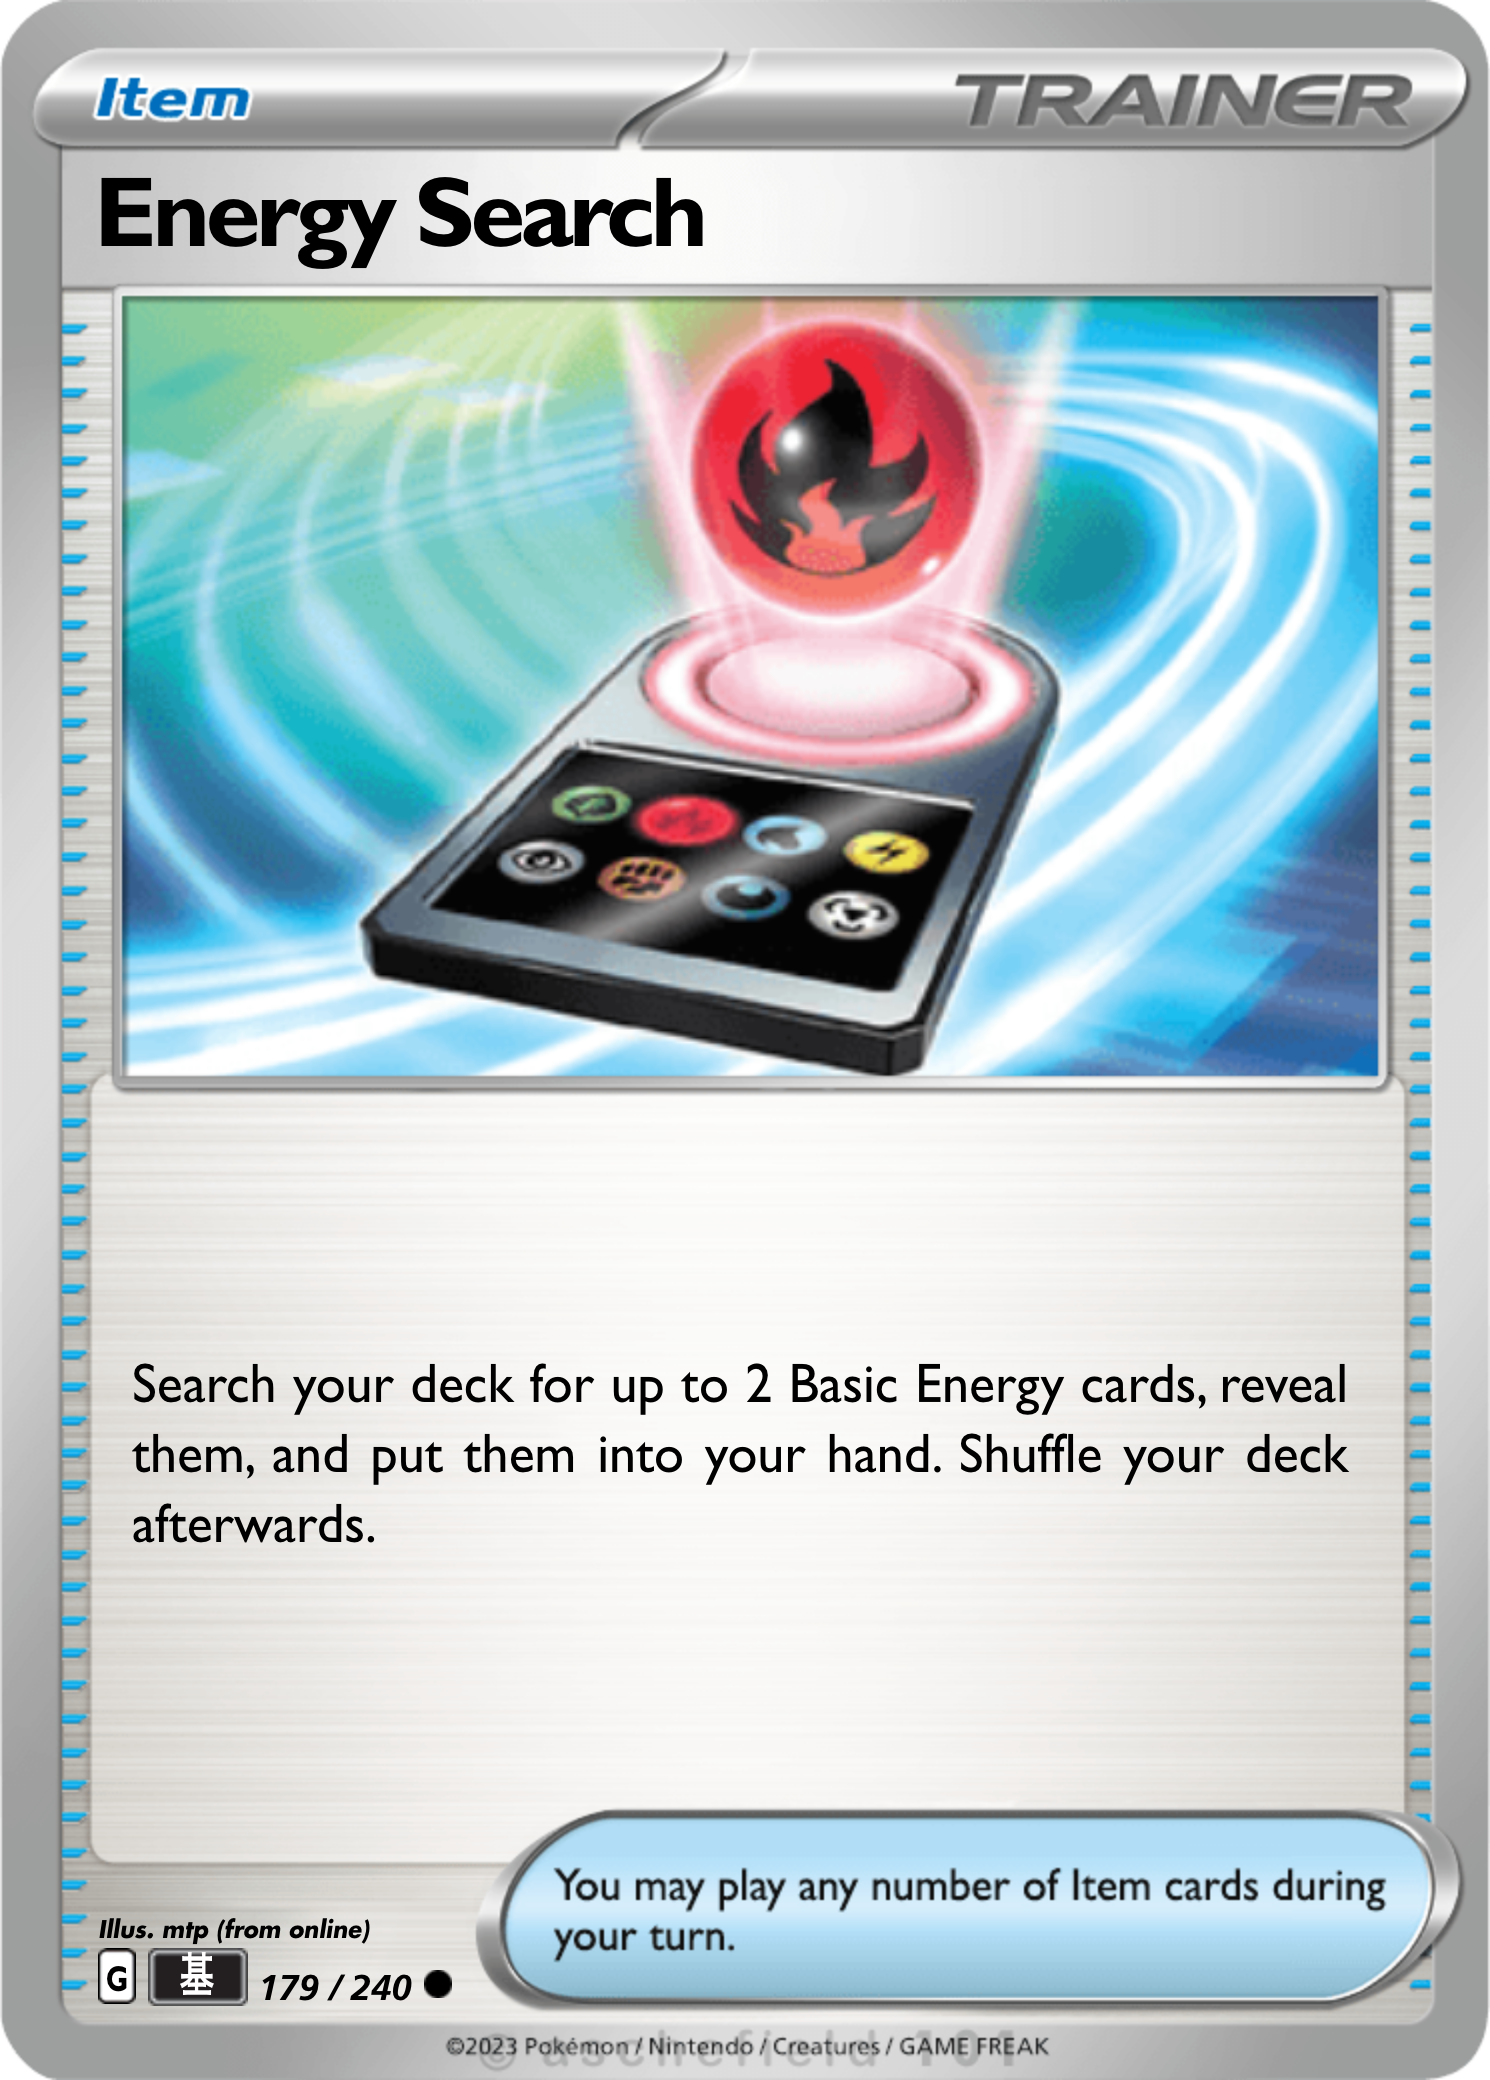 Item
TRAINER
Energy Search
Search your deck for up to 2 Basic Energy cards, reveal
them, and put them into your hand. Shuffle your deck
afterwards.
You may play any number of Item cards during
your turn.
Illus. mtp (from online)
G 基 179 / 240
©2023 Pokémon / Nintendo / Creatures / GAME FREAK